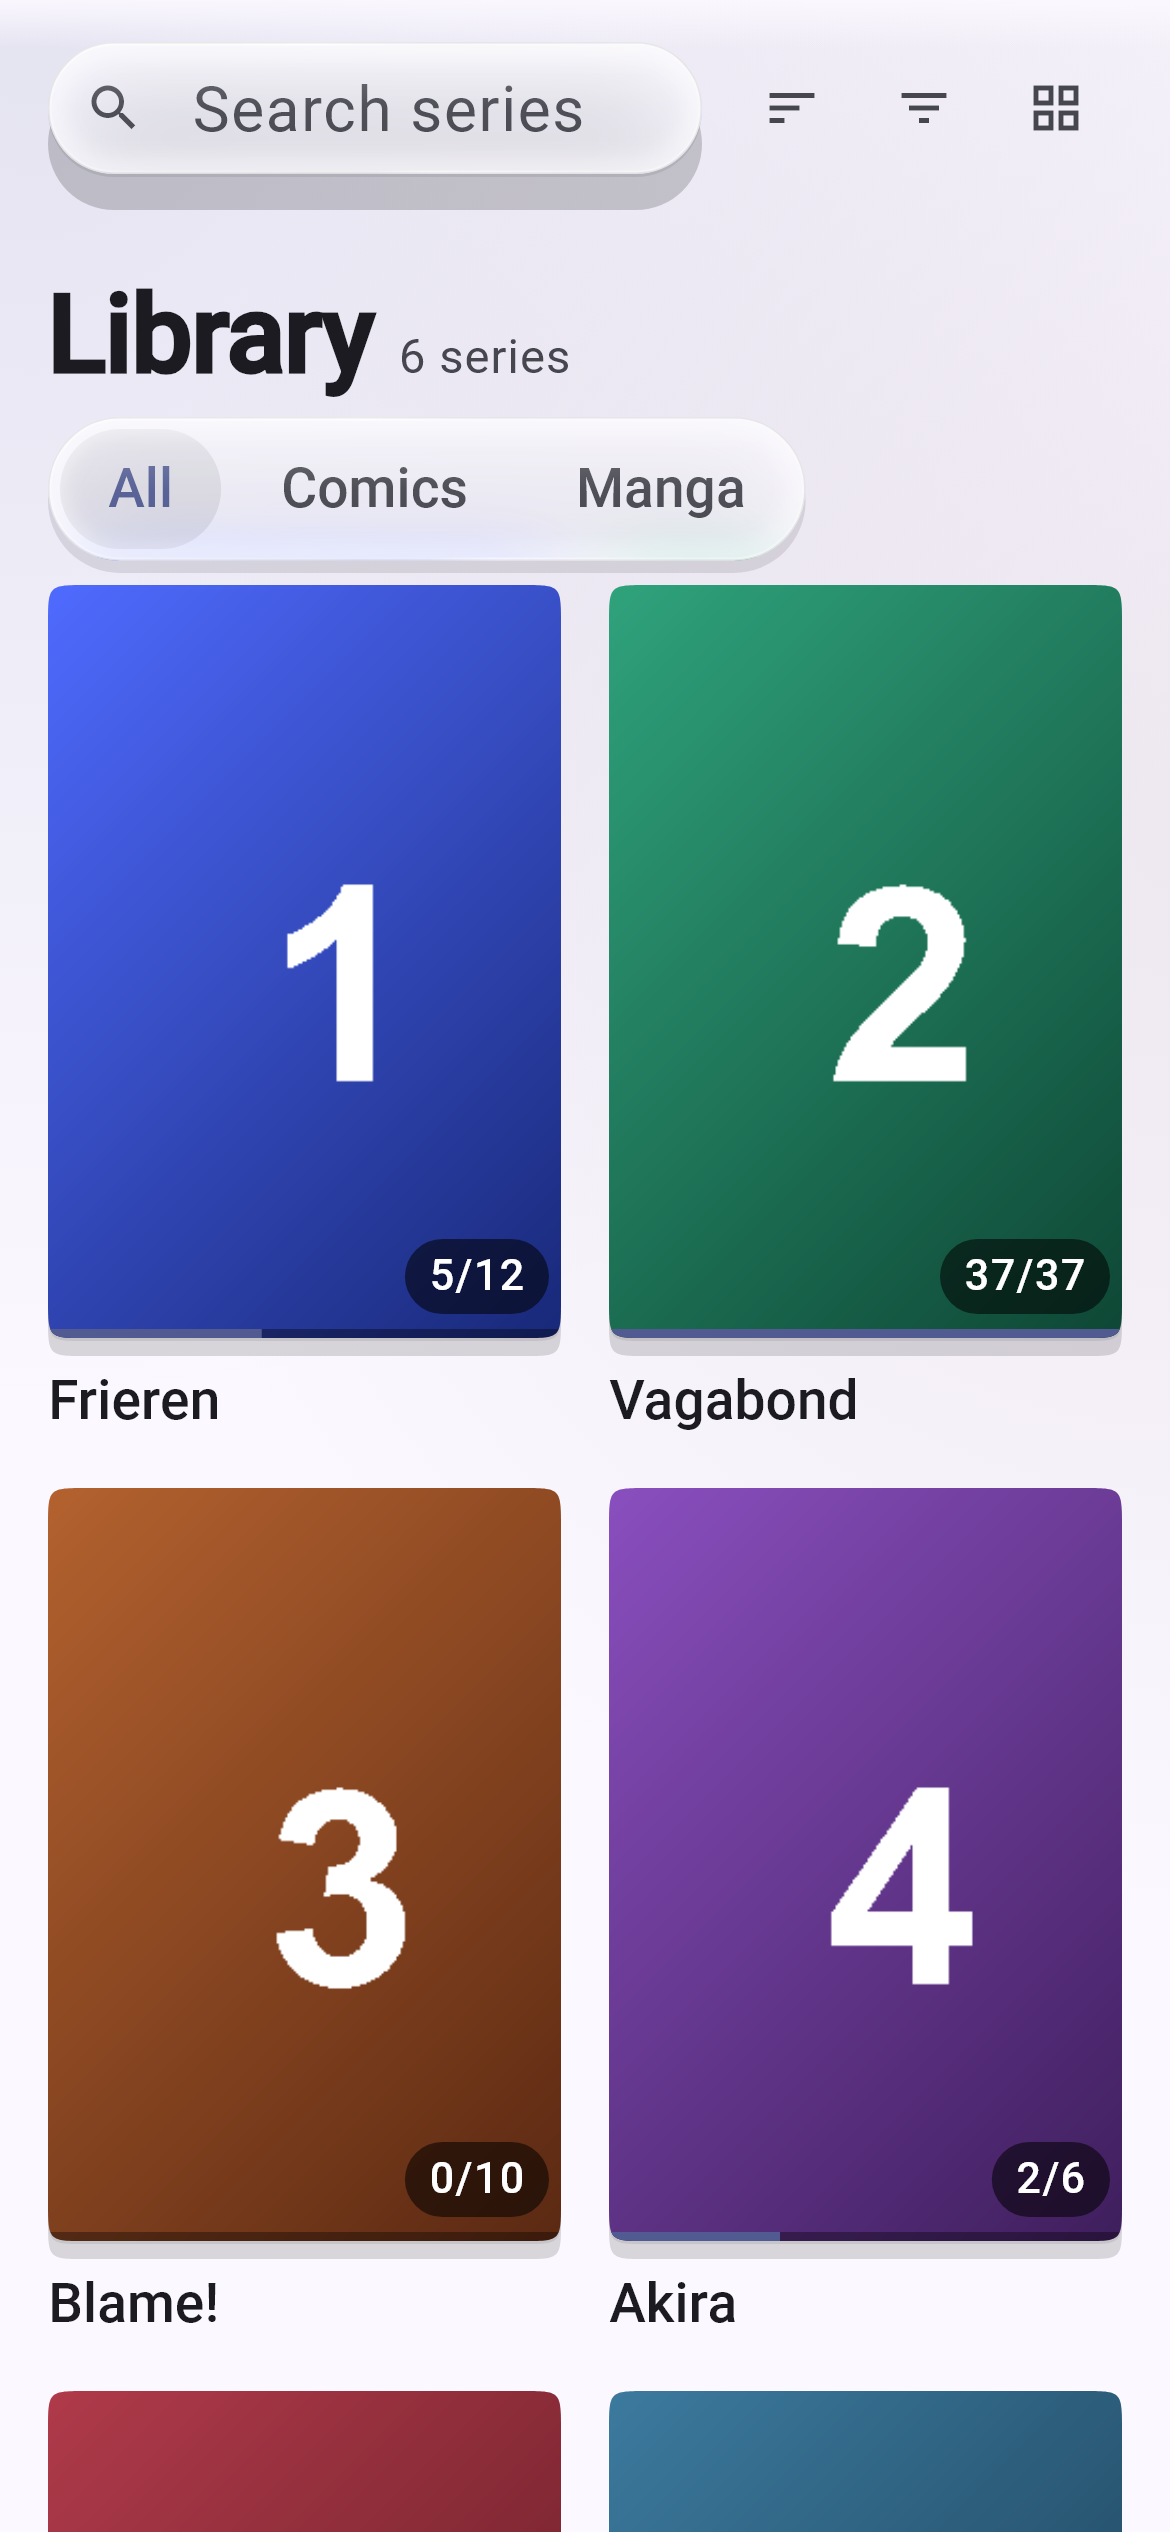 Search series
Library 6 series
All Comics Manga
1 2
5/12 37/37
Frieren Vagabond
3 4
0/10 2/6
Blame! Akira